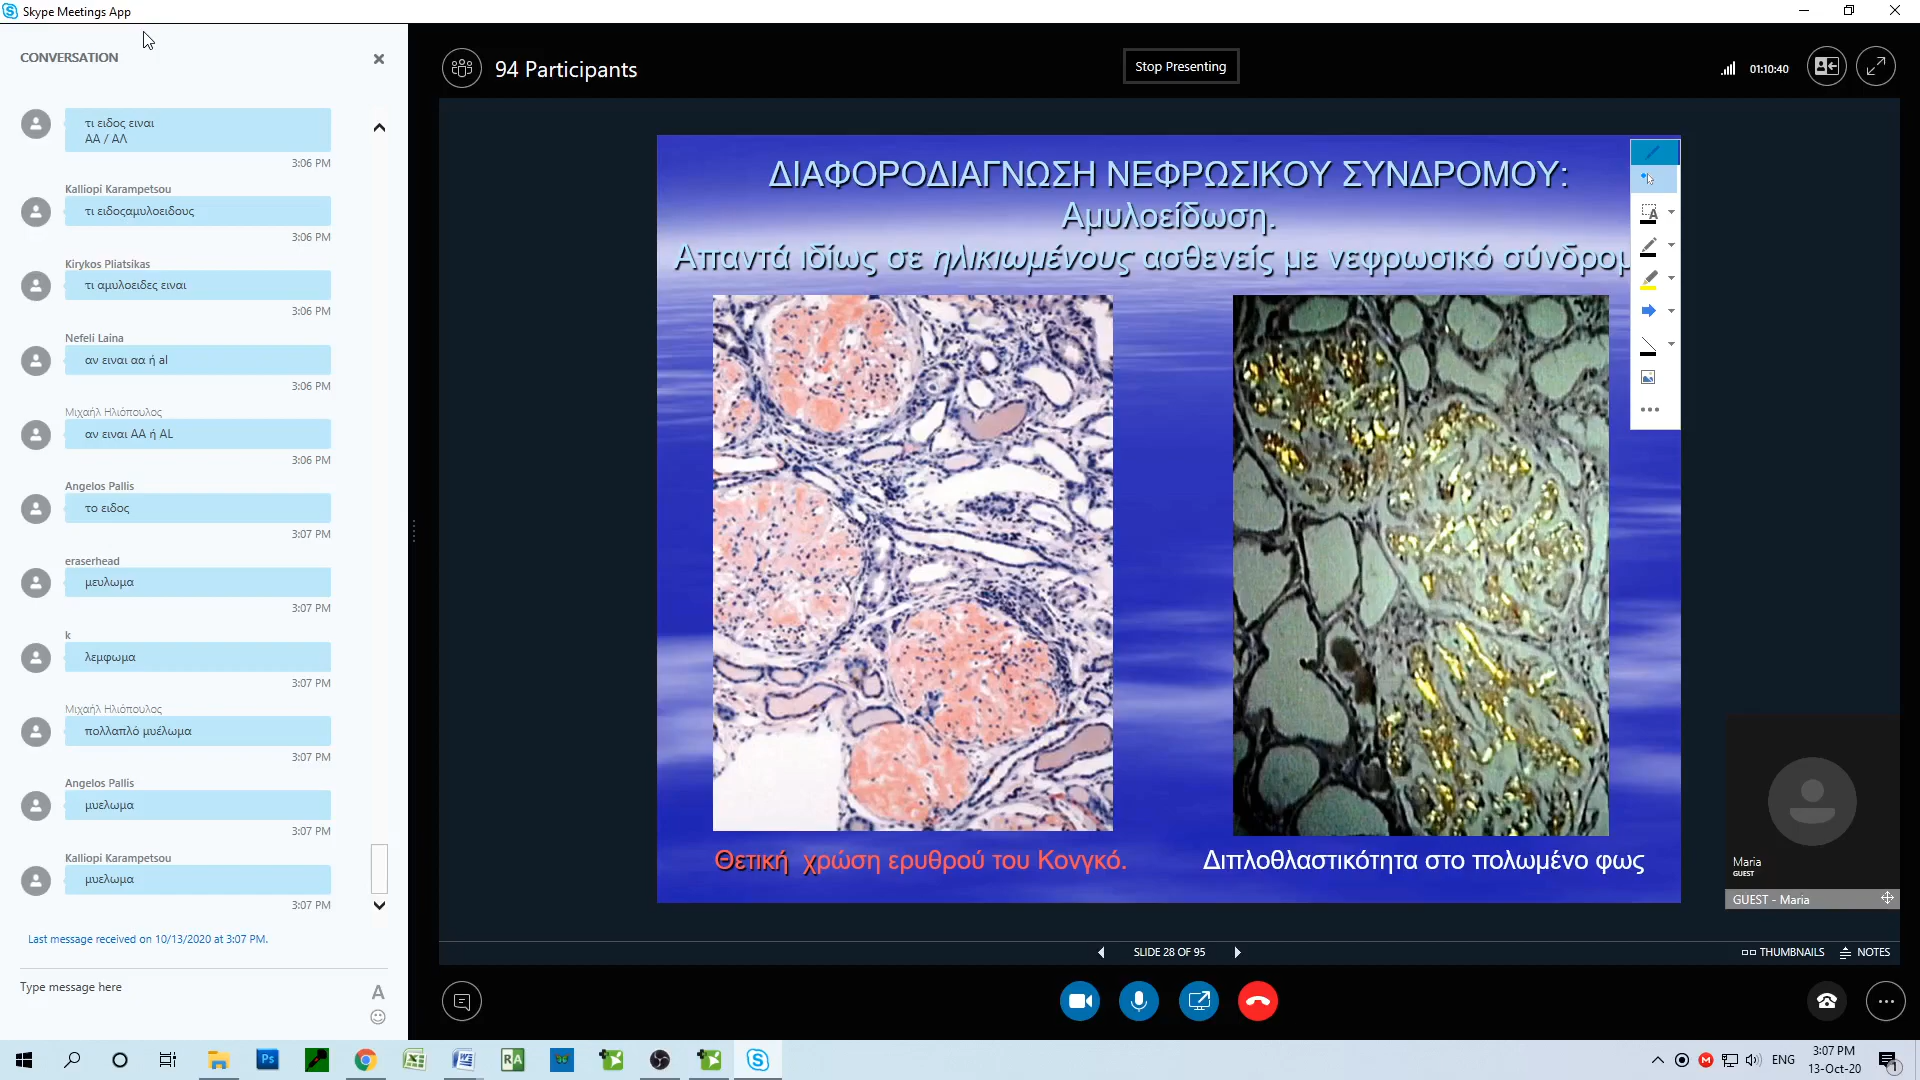 Skype Meetings App
CONVERSATION
τι ειδος ειναι
ΑΑ / ΑΛ
3:06 PM
Kalliopi Karampetsou
τι ειδοςαμυλοειδους
3:06 PM
Kirykos Pliatsikas
τι αμυλοειδες ειναι
3:06 PM
Nefeli Laina
αν ειναι αα ή al
3:06 PM
Μιχαήλ Ηλιόπουλος
αν ειναι ΑΑ ή AL
3:06 PM
Angelos Pallis
το ειδος
3:07 PM
eraserhead
μευλωμα
3:07 PM
k
λεμφωμα
3:07 PM
Μιχαήλ Ηλιόπουλος
πολλαπλό μυέλωμα
3:07 PM
Angelos Pallis
μυελωμα
3:07 PM
Kalliopi Karampetsou
μυελωμα
3:07 PM
Last message received on 10/13/2020 at 3:07 PM.
Type message here
94 Participants
Stop Presenting
01:10:40
ΔΙΑΦΟΡΟΔΙΑΓΝΩΣΗ ΝΕΦΡΩΣΙΚΟΥ ΣΥΝΔΡΟΜΟΥ:
Αμυλοείδωση.
Απαντά ιδίως σε ηλικιωμένους ασθενείς με νεφρωσικό σύνδρομ
Θετική χρώση ερυθρού του Κονγκό.
Διπλοθλαστικότητα στο πολωμένο φως
Maria
GUEST
GUEST - Maria
SLIDE 28 OF 95
THUMBNAILS
NOTES
ENG
3:07 PM
13-Oct-20